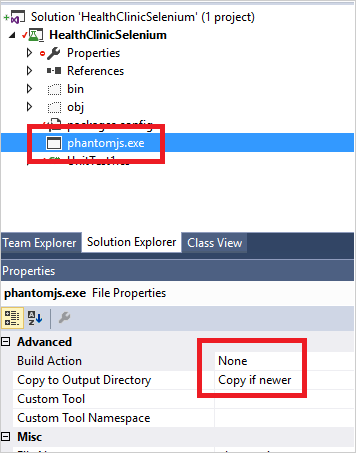 Solution 'HealthClinicSelenium' (1 project)
HealthClinicSelenium
Properties
References
bin
obj
packages.config
phantomjs.exe
UnitTest1.cs
Team Explorer Solution Explorer Class View
Properties
phantomjs.exe File Properties
Advanced
Build Action None
Copy to Output Directory Copy if newer
Custom Tool
Custom Tool Namespace
Misc